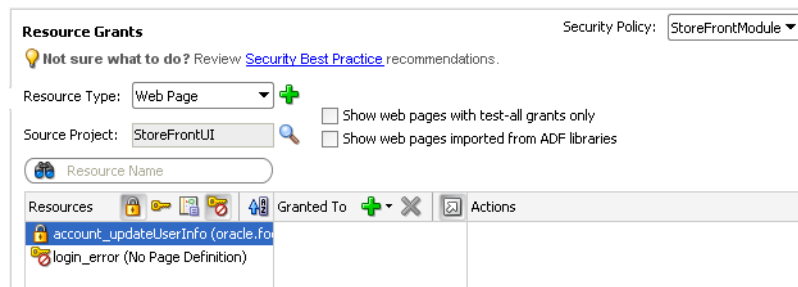 Resource Grants Security Policy: StoreFrontModule
Not sure what to do? Review Security Best Practice recommendations.
Resource Type: Web Page
Show web pages with test-all grants only
Source Project: StoreFrontUI
Show web pages imported from ADF libraries
Resource Name
Resources Granted To Actions
account_updateUserInfo (oracle.fo
login_error (No Page Definition)